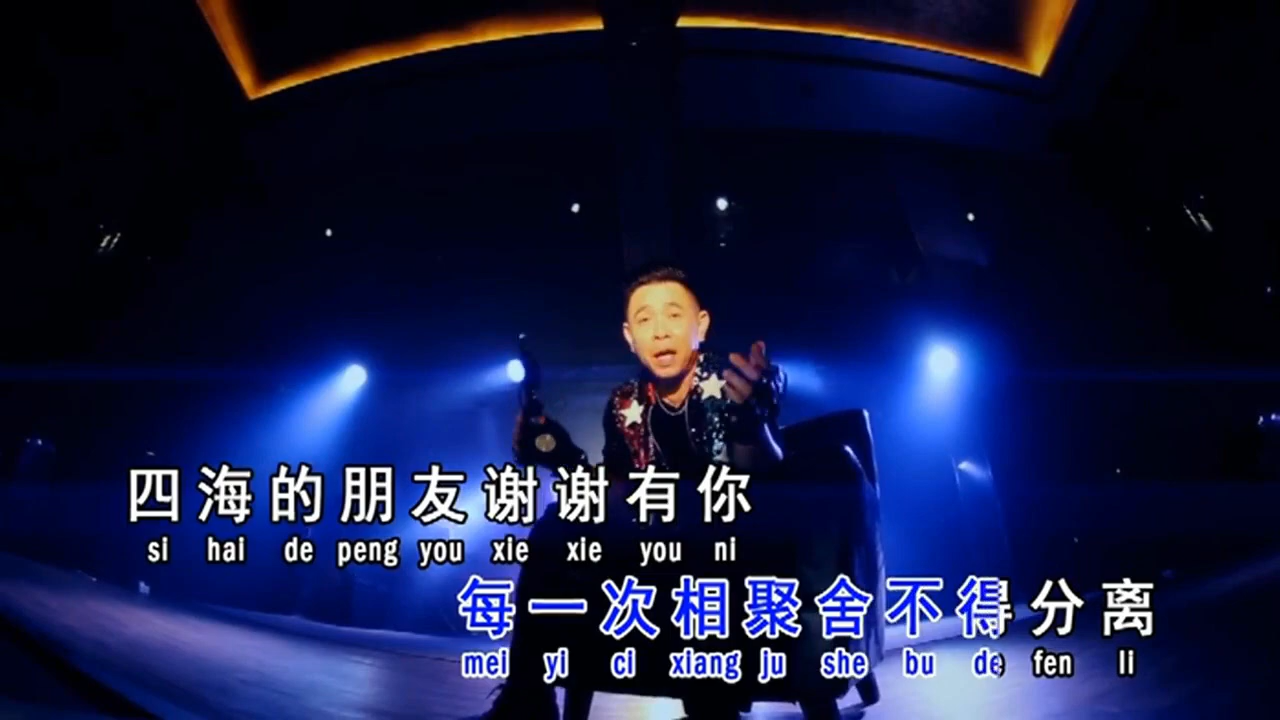 四海的朋友谢谢有你
si hai de peng you xie xie you ni
每一次相聚舍不得分离
mei yi ci xiang ju she bu de fen li